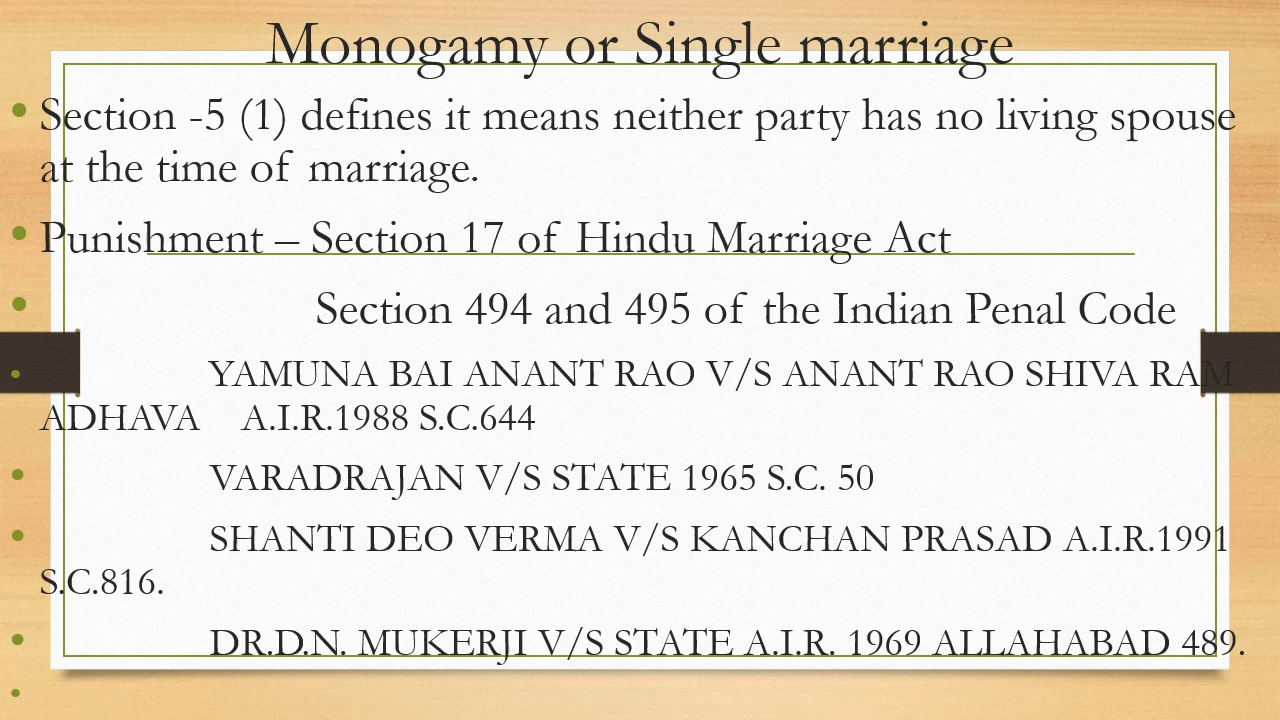 Monogamy or Single marriage
• Section -5 (1) defines it means neither party has no living spouse
at the time of marriage.
• Punishment – Section 17 of Hindu Marriage Act
• Section 494 and 495 of the Indian Penal Code
• YAMUNA BAI ANANT RAO V/S ANANT RAO SHIVA RAM
ADHAVA A.I.R.1988 S.C.644
• VARADRAJAN V/S STATE 1965 S.C. 50
• SHANTI DEO VERMA V/S KANCHAN PRASAD A.I.R.1991
S.C.816.
• DR.D.N. MUKERJI V/S STATE A.I.R. 1969 ALLAHABAD 489.
•